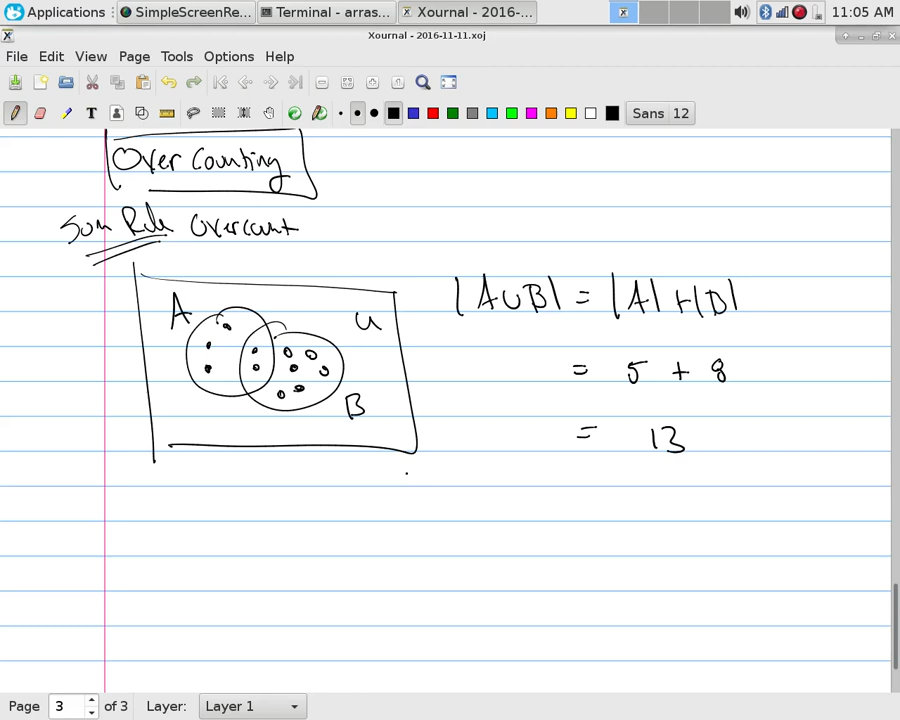 Applications SimpleScreenRe... Terminal - arras... Xournal - 2016-... 11:05 AM
Xournal - 2016-11-11.xoj
File Edit View Page Tools Options Help
T Sans 12
Over Counting
Sum Rule Overcount
A
U
B
|A∪B| = |A| + |B|
= 5 + 8
= 13
Page 3 of 3 Layer: Layer 1